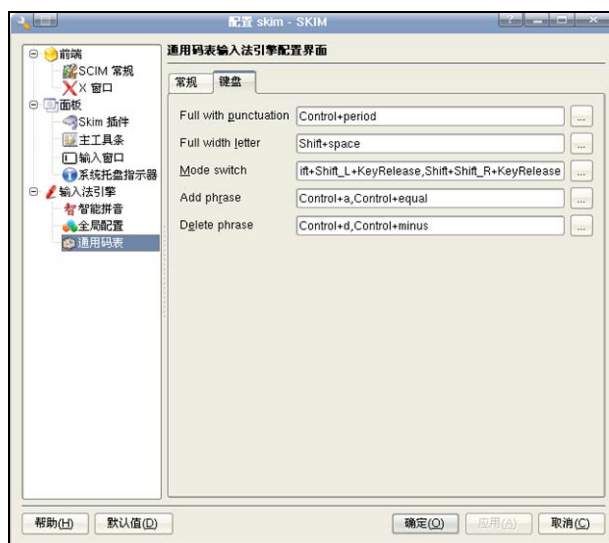 配置 skim - SKIM
前端
SCIM 常规
X 窗口
面板
Skim 插件
主工具条
输入窗口
系统托盘指示器
输入法引擎
智能拼音
全局配置
通用码表
通用码表输入法引擎配置界面
常规 键盘
Full with punctuation Control+period ...
Full width letter Shift+space ...
Mode switch ift+Shift_L+KeyRelease,Shift+Shift_R+KeyRelease ...
Add phrase Control+a,Control+equal ...
Delete phrase Control+d,Control+minus ...
帮助(H) 默认值(D) 确定(O) 应用(A) 取消(C)